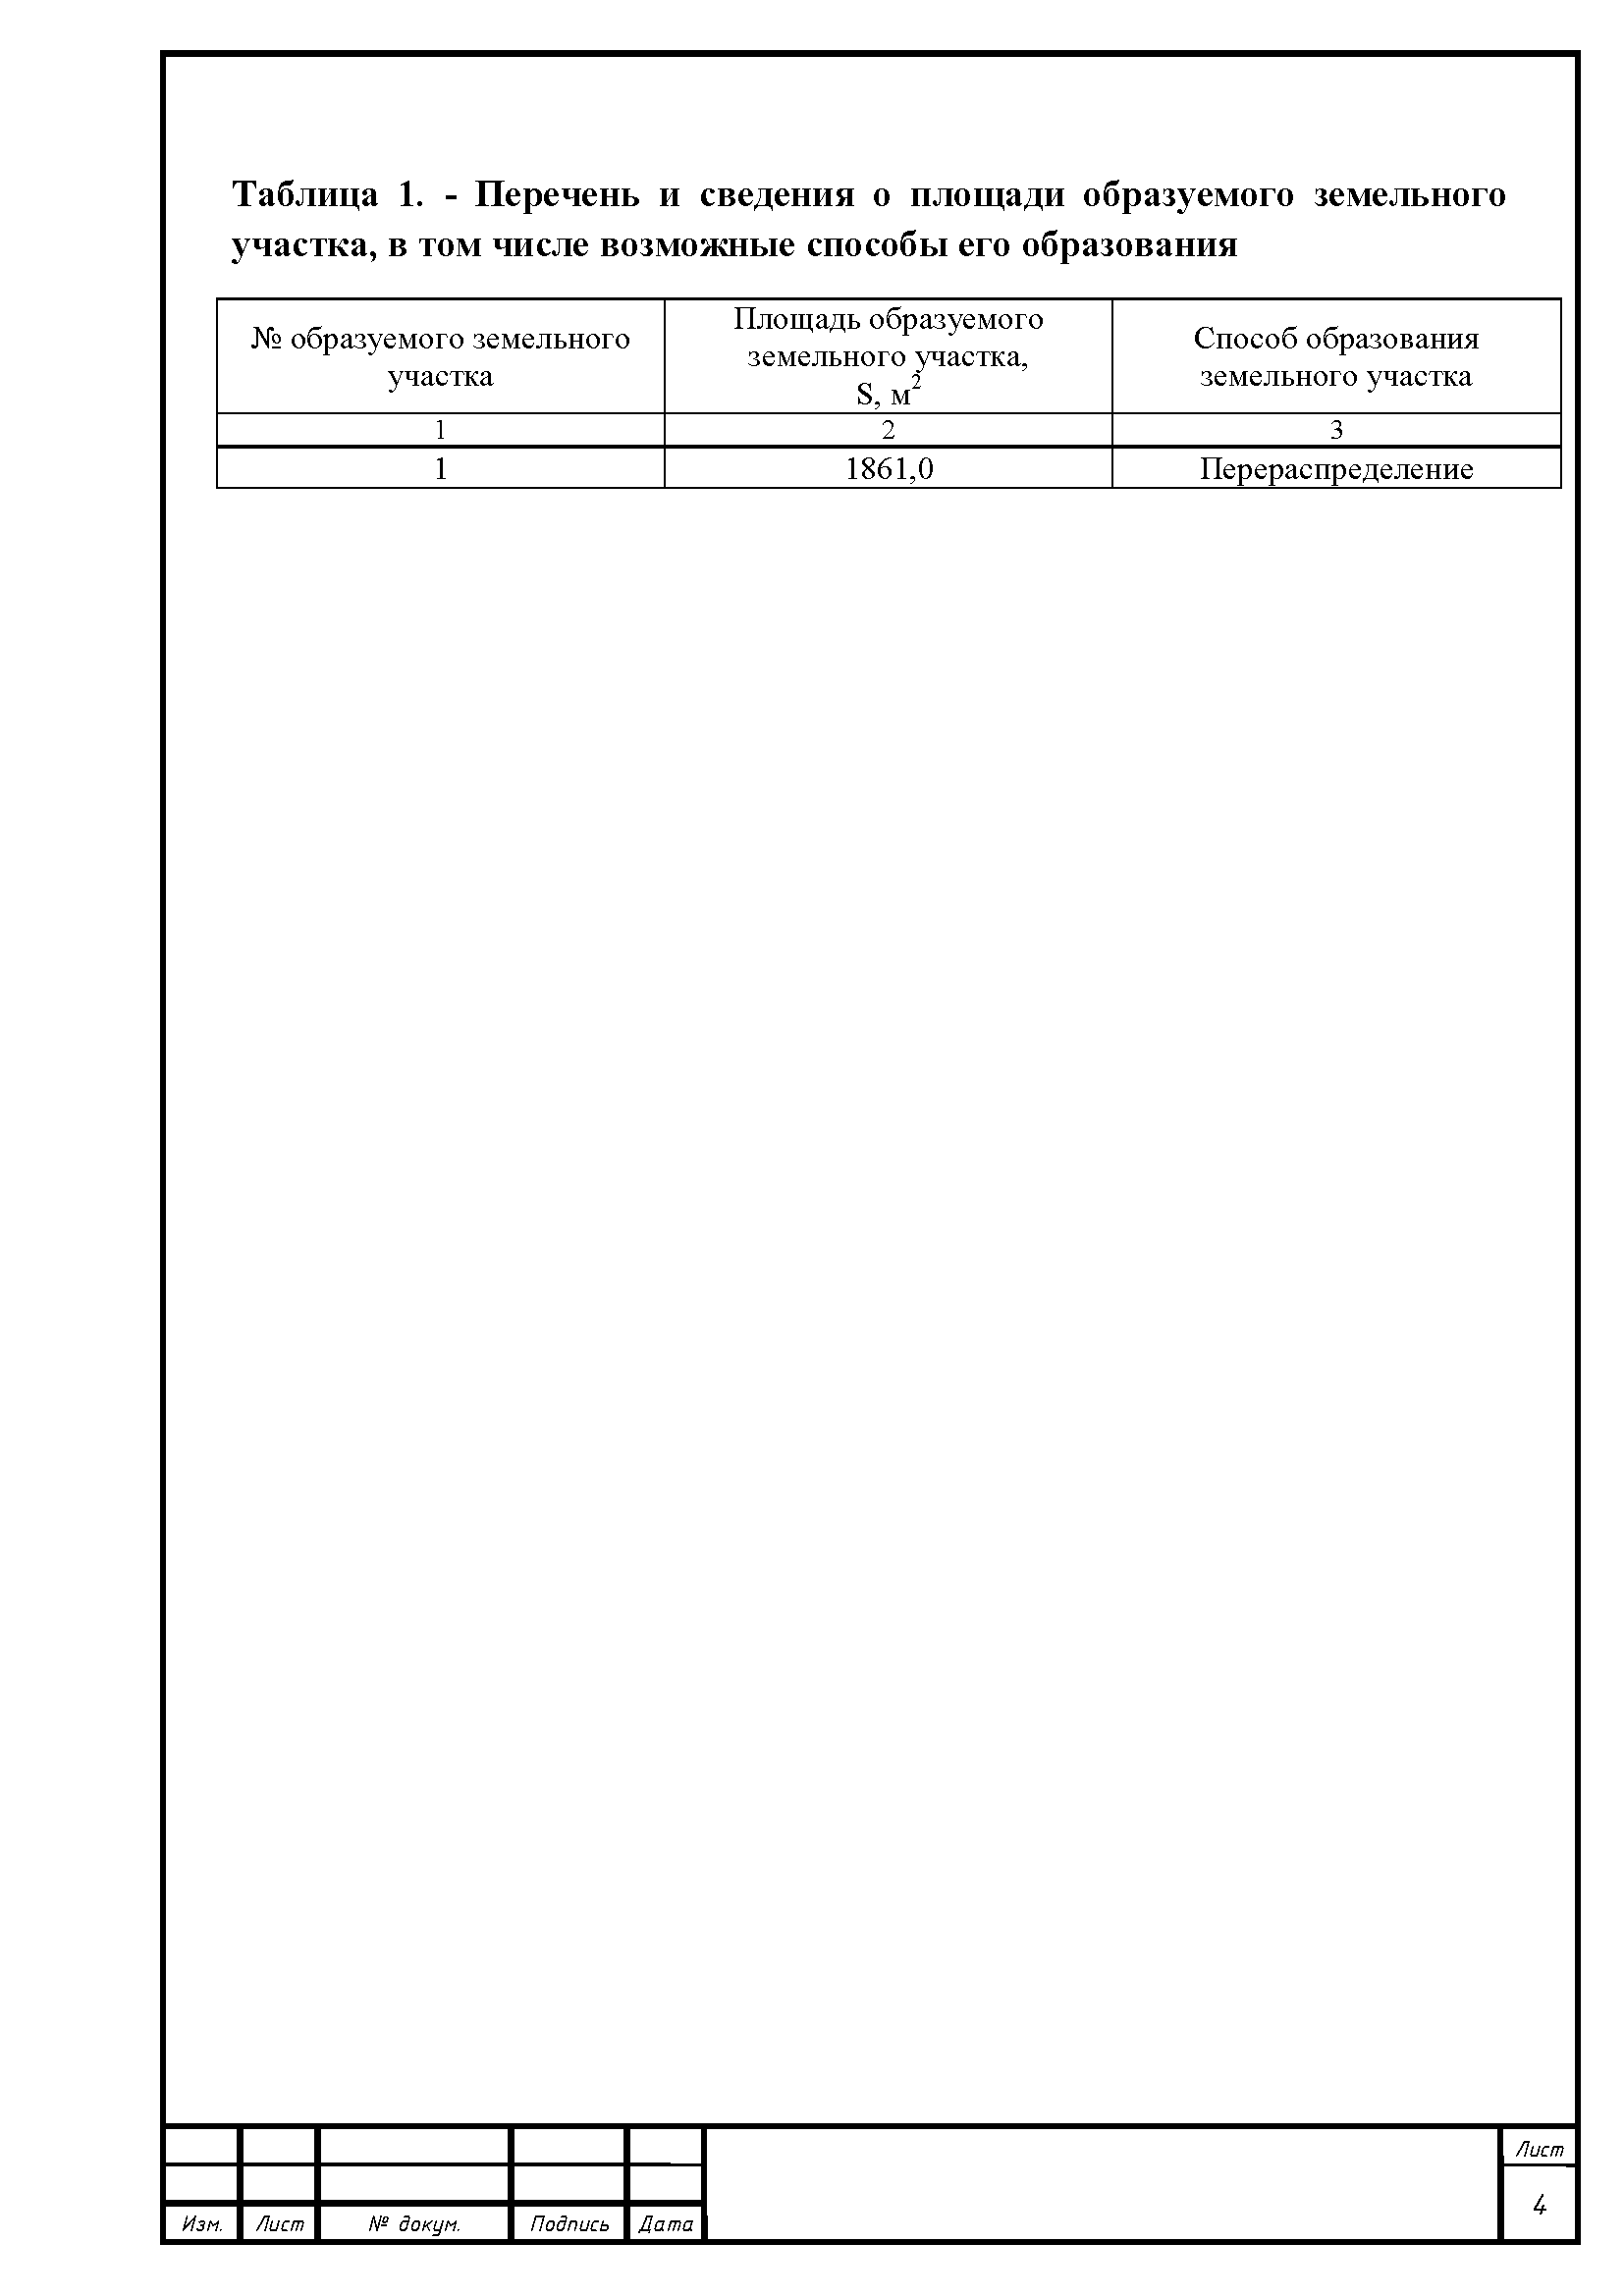 Таблица 1. - Перечень и сведения о площади образуемого земельного
участка, в том числе возможные способы его образования
№ образуемого земельного
участка
Площадь образуемого
земельного участка,
S, м²
Способ образования
земельного участка
1
2
3
1
1861,0
Перераспределение
Лист
4
Изм.
Лист
№ докум.
Подпись
Дата